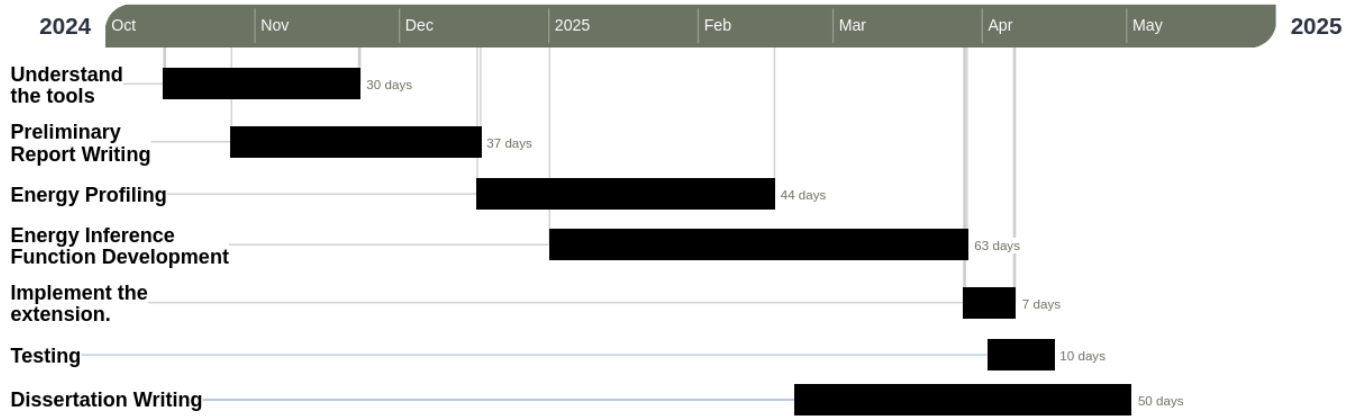 2024 Oct Nov Dec 2025 Feb Mar Apr May 2025
Understand
the tools
30 days
Preliminary
Report Writing
37 days
Energy Profiling 44 days
Energy Inference
Function Development
63 days
Implement the
extension.
7 days
Testing 10 days
Dissertation Writing 50 days